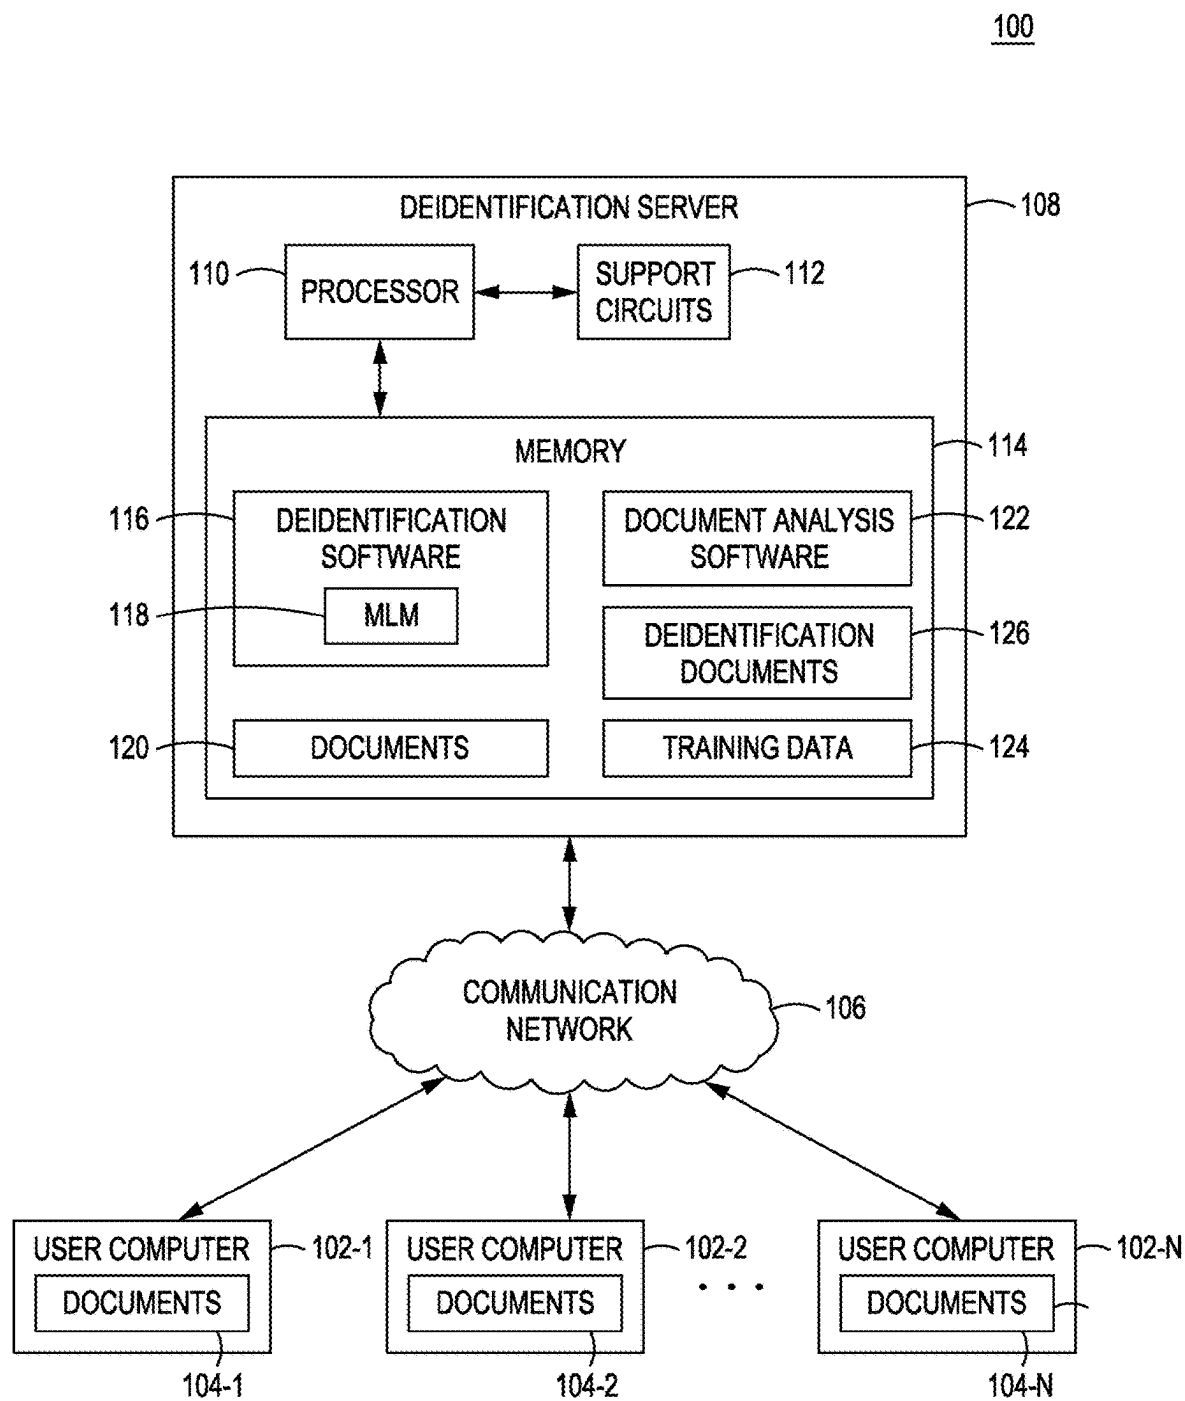 100
DEIDENTIFICATION SERVER
108
110
PROCESSOR
SUPPORT
CIRCUITS
112
MEMORY
114
116
DEIDENTIFICATION
SOFTWARE
118
MLM
DOCUMENT ANALYSIS
SOFTWARE
122
DEIDENTIFICATION
DOCUMENTS
126
120
DOCUMENTS
TRAINING DATA
124
COMMUNICATION
NETWORK
106
USER COMPUTER
102-1
DOCUMENTS
104-1
USER COMPUTER
102-2
DOCUMENTS
104-2
. . .
USER COMPUTER
102-N
DOCUMENTS
104-N